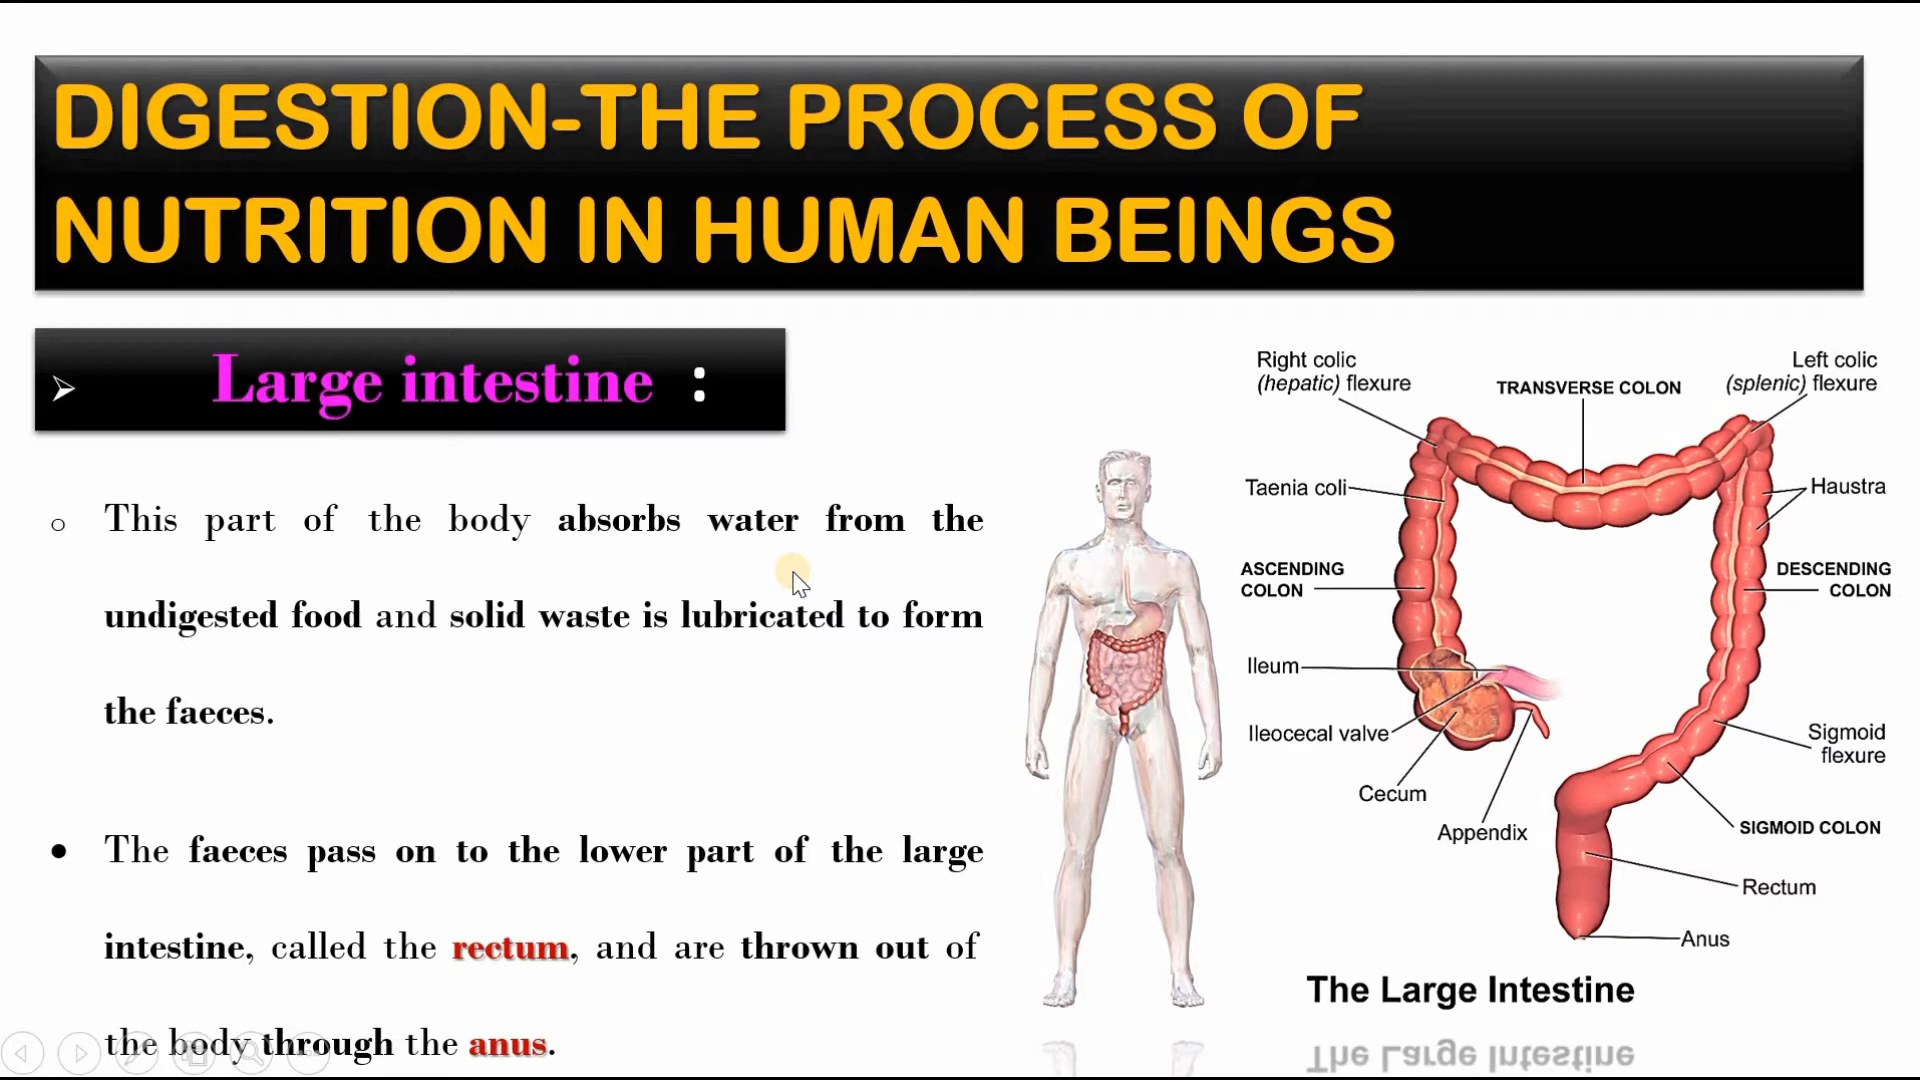 DIGESTION-THE PROCESS OF
NUTRITION IN HUMAN BEINGS
Large intestine :
This part of the body absorbs water from the
undigested food and solid waste is lubricated to form
the faeces.
The faeces pass on to the lower part of the large
intestine, called the rectum, and are thrown out of
the body through the anus.
Right colic
(hepatic) flexure
TRANSVERSE COLON
Left colic
(splenic) flexure
Taenia coli
Haustra
ASCENDING
COLON
DESCENDING
COLON
Ileum
Ileocecal valve
Sigmoid
flexure
Cecum
Appendix
SIGMOID COLON
Rectum
Anus
The Large Intestine